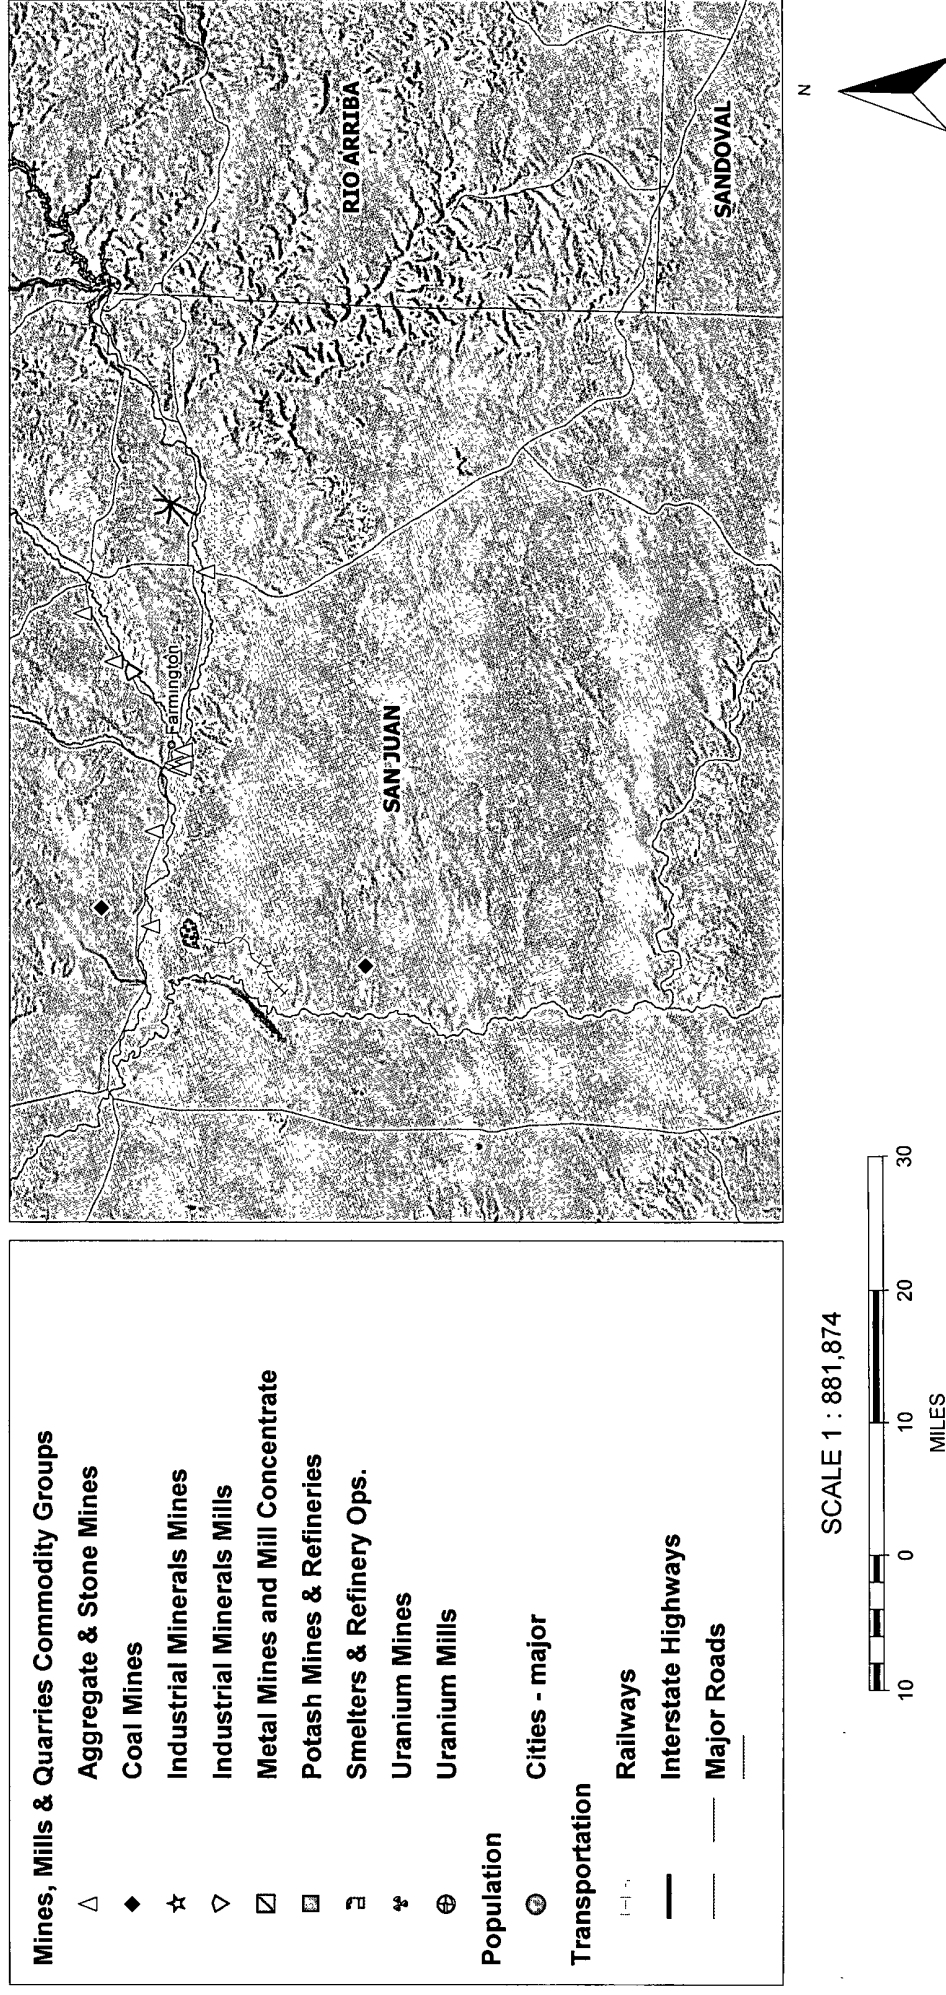 Mines, Mills & Quarries Commodity Groups
Aggregate & Stone Mines
Coal Mines
Industrial Minerals Mines
Industrial Minerals Mills
Metal Mines and Mill Concentrate
Potash Mines & Refineries
Smelters & Refinery Ops.
Uranium Mines
Uranium Mills
Population
Cities - major
Transportation
Railways
Interstate Highways
Major Roads
Farmington
SAN JUAN
RIO ARRIBA
SANDOVAL
N
SCALE 1 : 881,874
10 0 10 20 30
MILES